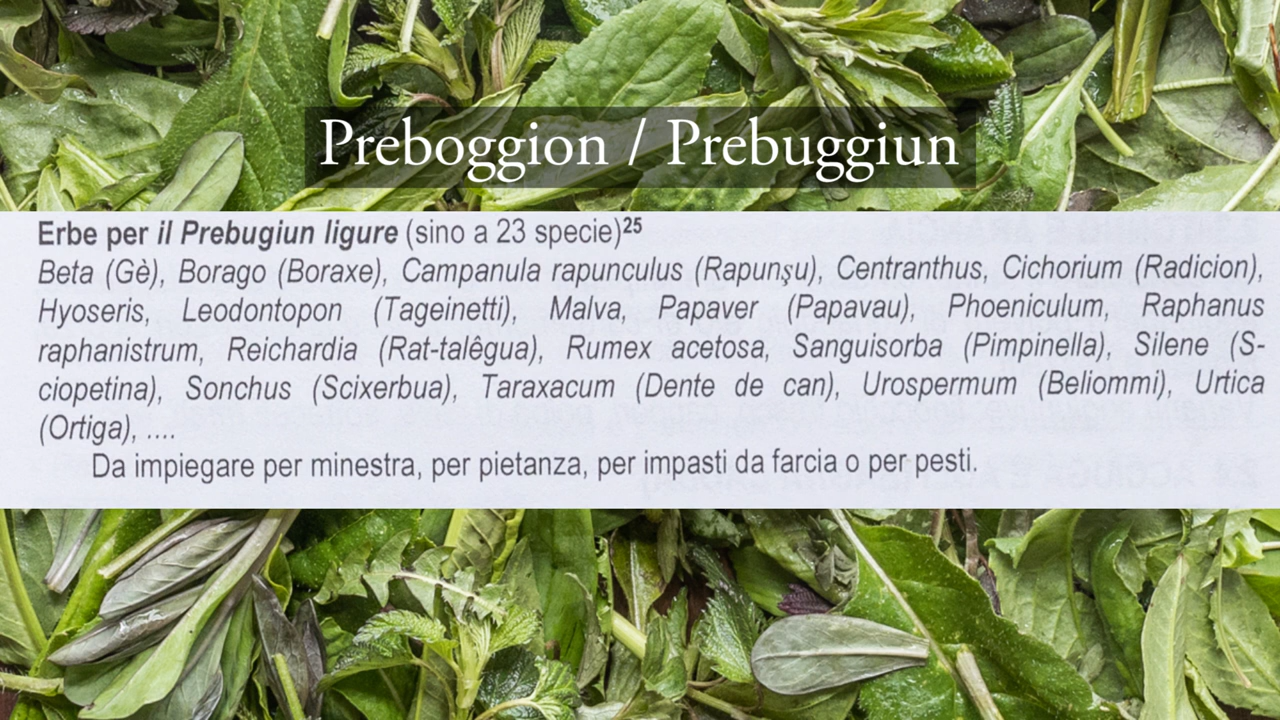 Preboggion / Prebuggiun
Erbe per il Prebugiun ligure (sino a 23 specie)25
Beta (Gè), Borago (Boraxe), Campanula rapunculus (Rapunşu), Centranthus, Cichorium (Radicion),
Hyoseris, Leodontopon (Tageinetti), Malva, Papaver (Papavau), Phoeniculum, Raphanus
raphanistrum, Reichardia (Rat-talêgua), Rumex acetosa, Sanguisorba (Pimpinella), Silene (S-
ciopetina), Sonchus (Scixerbua), Taraxacum (Dente de can), Urospermum (Beliommi), Urtica
(Ortiga), ....
Da impiegare per minestra, per pietanza, per impasti da farcia o per pesti.